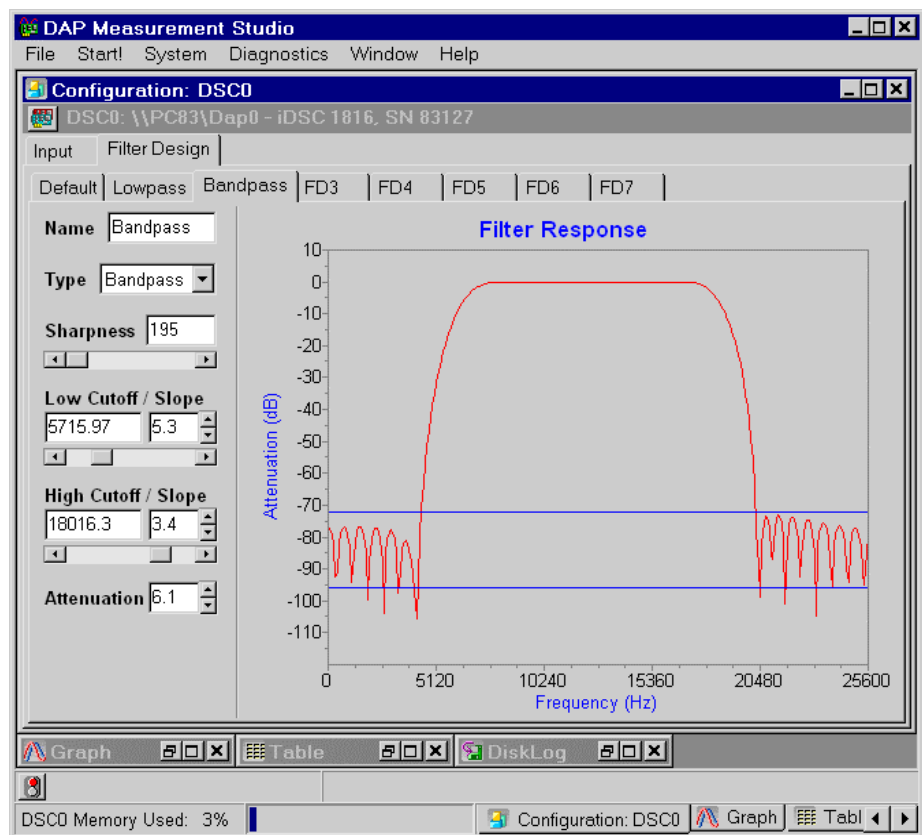 DAP Measurement Studio
File Start! System Diagnostics Window Help
Configuration: DSC0
DSC0: \\PC83\Dap0 - iDSC 1816, SN 83127
Input Filter Design
Default Lowpass Bandpass FD3 FD4 FD5 FD6 FD7
Name Bandpass
Type Bandpass
Sharpness 195
Low Cutoff / Slope
5715.97 5.3
High Cutoff / Slope
18016.3 3.4
Attenuation 6.1
Filter Response
Attenuation (dB)
10
0
-10
-20
-30
-40
-50
-60
-70
-80
-90
-100
-110
0 5120 10240 15360 20480 25600
Frequency (Hz)
Graph Table DiskLog
DSC0 Memory Used: 3% Configuration: DSC0 Graph Tabl